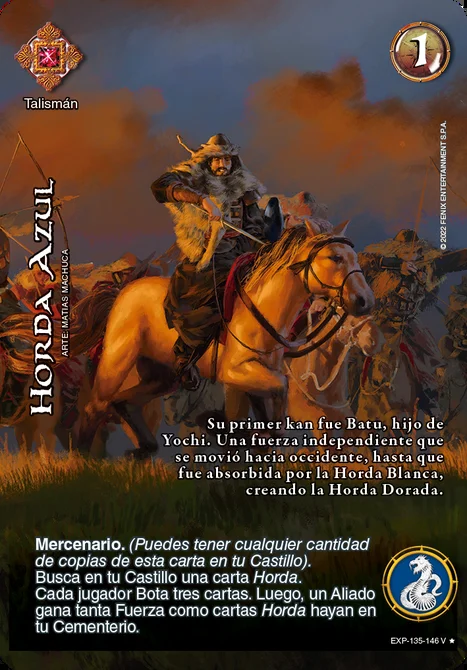 1
Talismán
HORDA AZUL
ARTE: MATIAS MACHUCA
© 2022 FENIX ENTERTAINMENT S.P.A.
Su primer kan fue Batu, hijo de
Yochi. Una fuerza independiente que
se movió hacia occidente, hasta que
fue absorbida por la Horda Blanca,
creando la Horda Dorada.
Mercenario. (Puedes tener cualquier cantidad
de copias de esta carta en tu Castillo).
Busca en tu Castillo una carta Horda.
Cada jugador Bota tres cartas. Luego, un Aliado
gana tanta Fuerza como cartas Horda hayan en
tu Cementerio.
EXP-135-146 V ★